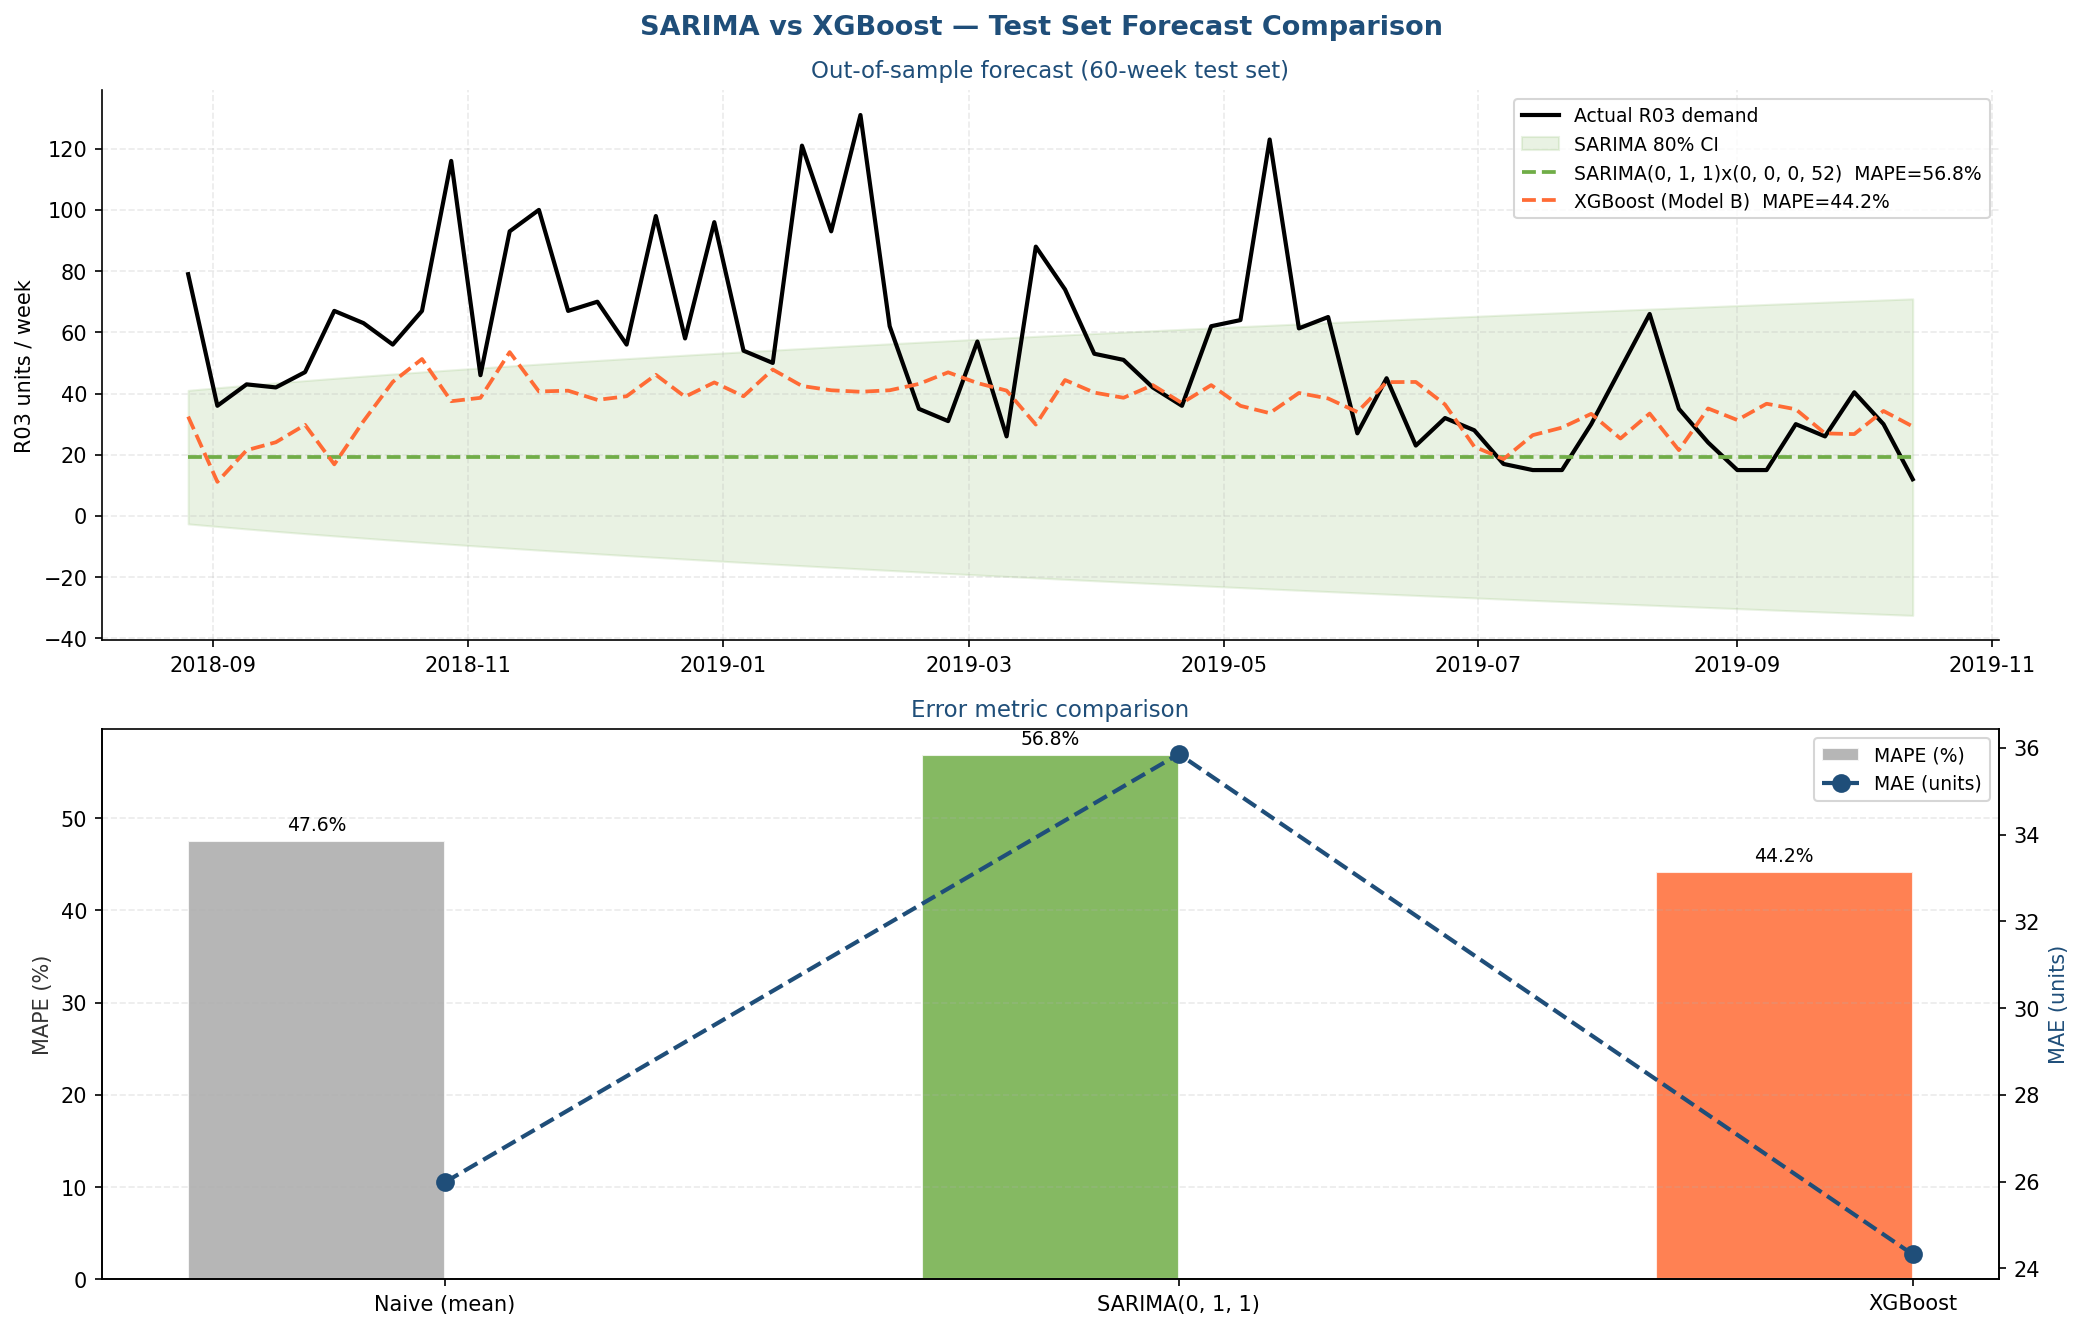 SARIMA vs XGBoost — Test Set Forecast Comparison
Out-of-sample forecast (60-week test set)
R03 units / week
120
100
80
60
40
20
0
−20
−40
Actual R03 demand
SARIMA 80% CI
SARIMA(0, 1, 1)x(0, 0, 0, 52)  MAPE=56.8%
XGBoost (Model B)  MAPE=44.2%
2018-09
2018-11
2019-01
2019-03
2019-05
2019-07
2019-09
2019-11
Error metric comparison
MAPE (%)
50
40
30
20
10
0
47.6%
56.8%
44.2%
MAPE (%)
MAE (units)
36
34
32
30
28
26
24
MAE (units)
Naive (mean)
SARIMA(0, 1, 1)
XGBoost